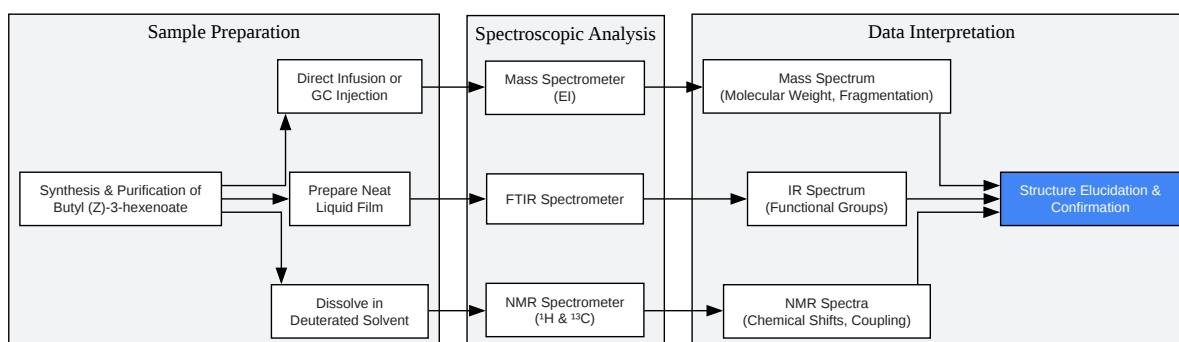 Sample Preparation
Spectroscopic Analysis
Data Interpretation
Direct Infusion or
GC Injection
Mass Spectrometer
(EI)
Mass Spectrum
(Molecular Weight, Fragmentation)
Synthesis & Purification of
Butyl (Z)-3-hexenoate
Prepare Neat
Liquid Film
FTIR Spectrometer
IR Spectrum
(Functional Groups)
Structure Elucidation &
Confirmation
Dissolve in
Deuterated Solvent
NMR Spectrometer
(¹H & ¹³C)
NMR Spectra
(Chemical Shifts, Coupling)